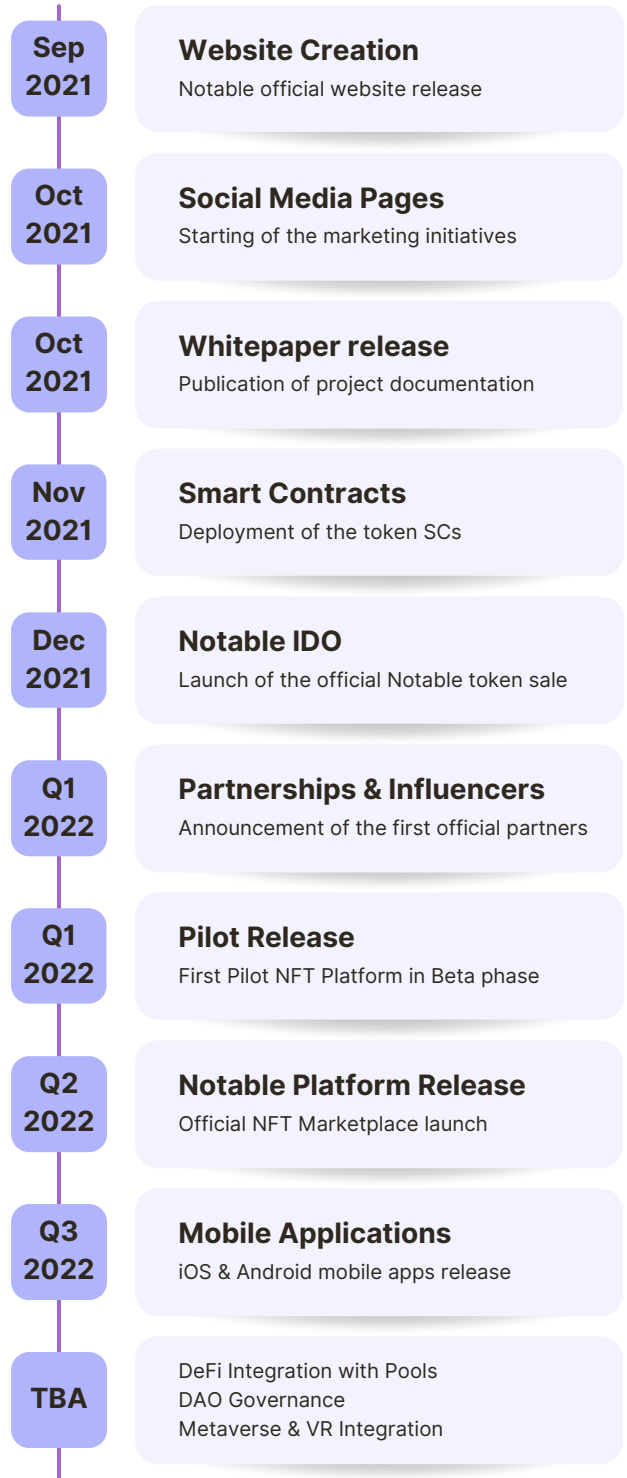 Sep
2021
Website Creation
Notable official website release
Oct
2021
Social Media Pages
Starting of the marketing initiatives
Oct
2021
Whitepaper release
Publication of project documentation
Nov
2021
Smart Contracts
Deployment of the token SCs
Dec
2021
Notable IDO
Launch of the official Notable token sale
Q1
2022
Partnerships & Influencers
Announcement of the first official partners
Q1
2022
Pilot Release
First Pilot NFT Platform in Beta phase
Q2
2022
Notable Platform Release
Official NFT Marketplace launch
Q3
2022
Mobile Applications
iOS & Android mobile apps release
TBA
DeFi Integration with Pools
DAO Governance
Metaverse & VR Integration